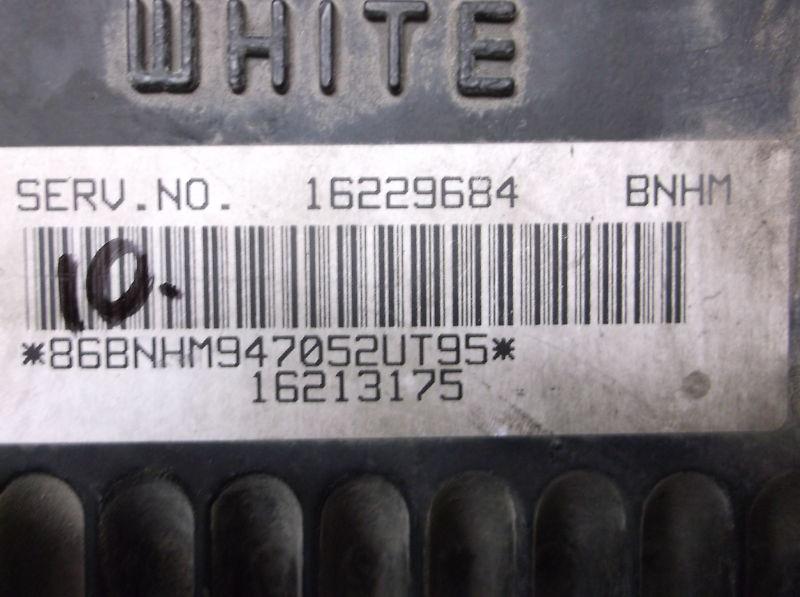 WHITE
SERV.NO. 16229684 BNHM
10.
*86BNHM947052UT95*
16213175